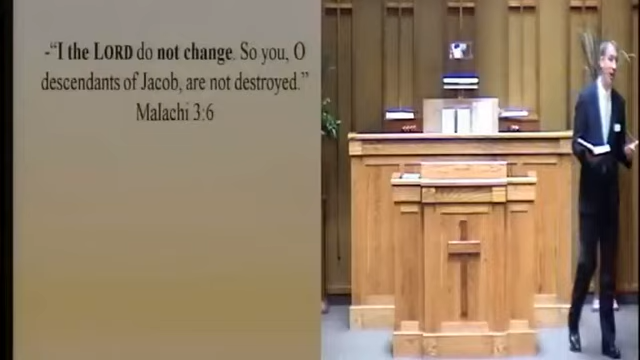 -“I the LORD do not change. So you, O
descendants of Jacob, are not destroyed.”
Malachi 3:6